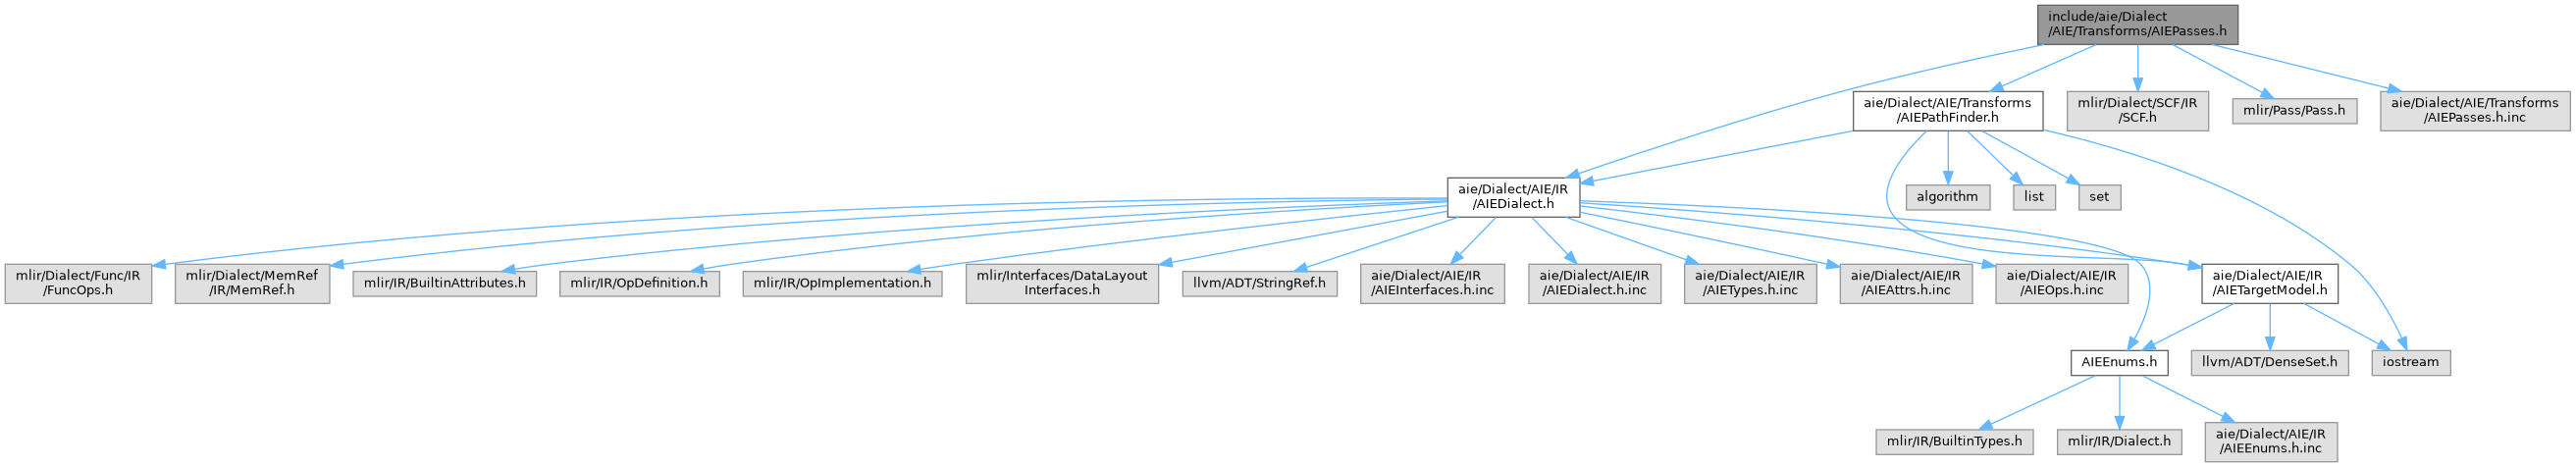 include/aie/Dialect
/AIE/Transforms/AIEPasses.h
aie/Dialect/AIE/Transforms
/AIEPathFinder.h
mlir/Dialect/SCF/IR
/SCF.h
mlir/Pass/Pass.h
aie/Dialect/AIE/Transforms
/AIEPasses.h.inc
aie/Dialect/AIE/IR
/AIEDialect.h
algorithm
list
set
mlir/Dialect/Func/IR
/FuncOps.h
mlir/Dialect/MemRef
/IR/MemRef.h
mlir/IR/BuiltinAttributes.h
mlir/IR/OpDefinition.h
mlir/IR/OpImplementation.h
mlir/Interfaces/DataLayout
Interfaces.h
llvm/ADT/StringRef.h
aie/Dialect/AIE/IR
/AIEInterfaces.h.inc
aie/Dialect/AIE/IR
/AIEDialect.h.inc
aie/Dialect/AIE/IR
/AIETypes.h.inc
aie/Dialect/AIE/IR
/AIEAttrs.h.inc
aie/Dialect/AIE/IR
/AIEOps.h.inc
aie/Dialect/AIE/IR
/AIETargetModel.h
AIEEnums.h
llvm/ADT/DenseSet.h
iostream
mlir/IR/BuiltinTypes.h
mlir/IR/Dialect.h
aie/Dialect/AIE/IR
/AIEEnums.h.inc